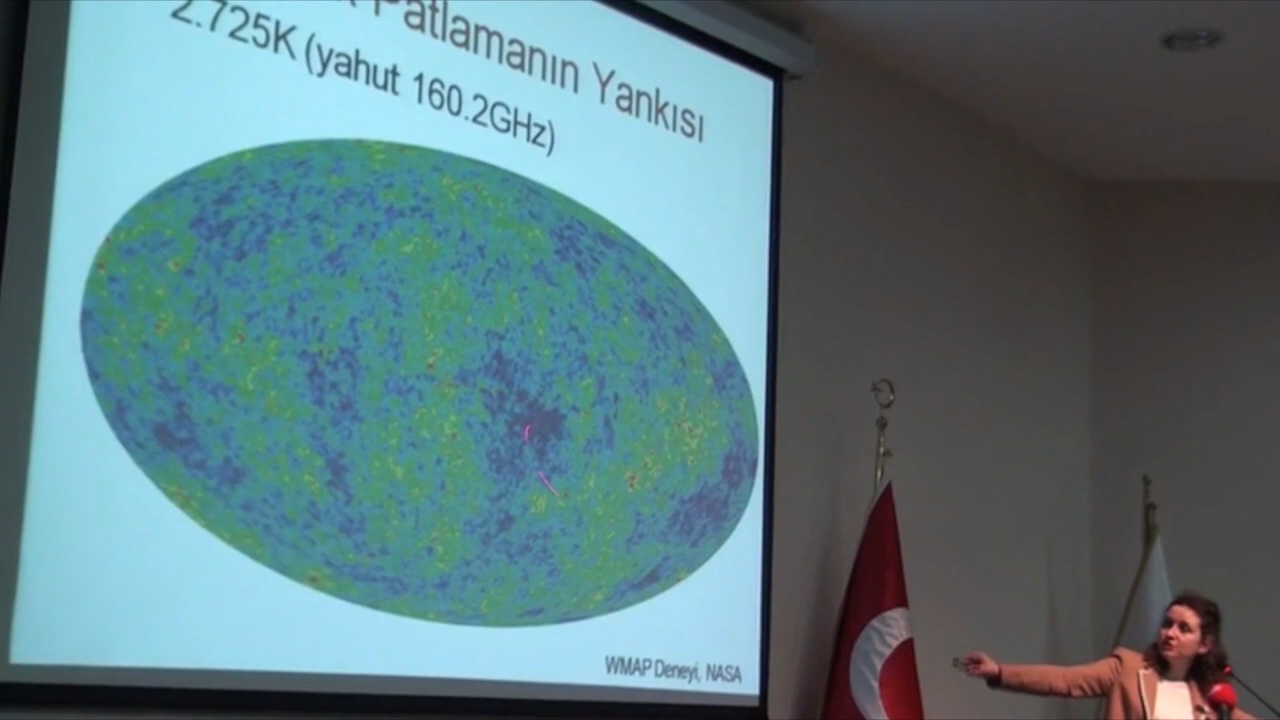 Patlamanın Yankısı
2.725K (yahut 160.2GHz)
WMAP Deneyi, NASA